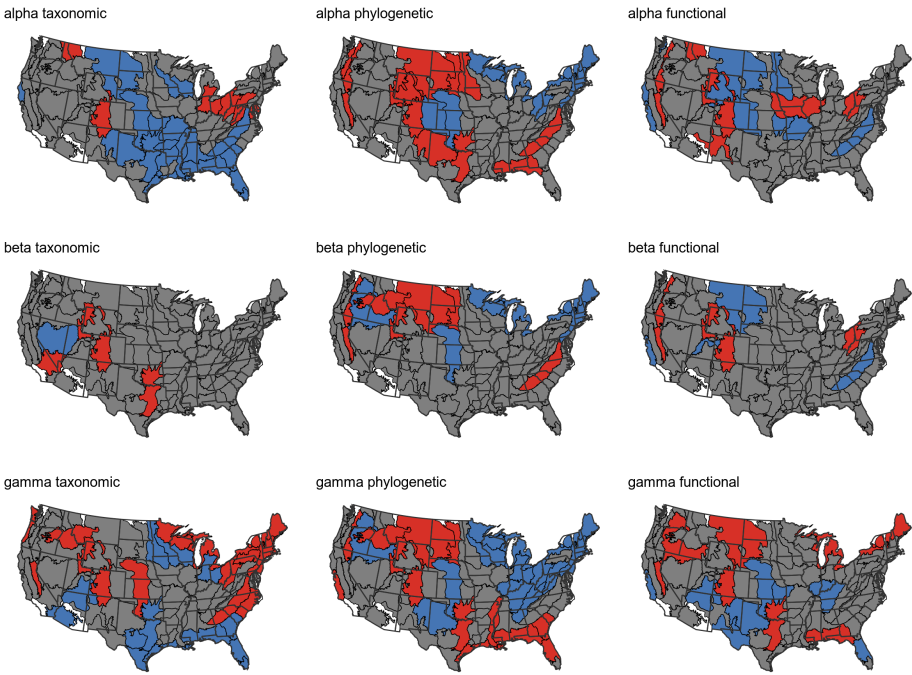 alpha taxonomic
alpha phylogenetic
alpha functional
beta taxonomic
beta phylogenetic
beta functional
gamma taxonomic
gamma phylogenetic
gamma functional